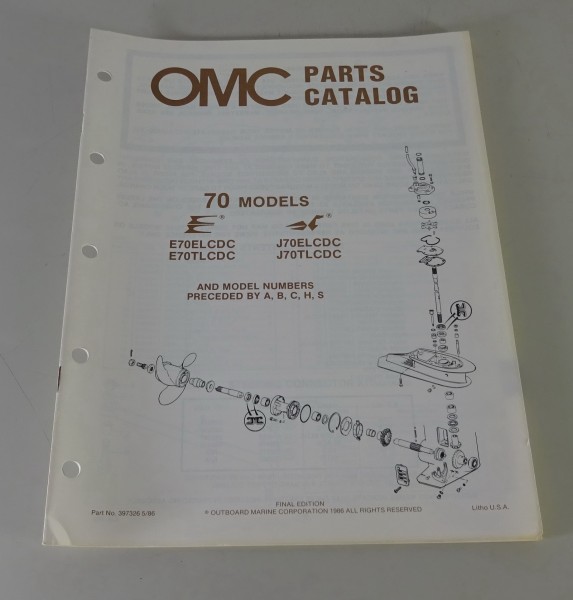 OMC PARTS
CATALOG
70 MODELS
E70ELCDC J70ELCDC
E70TLCDC J70TLCDC
AND MODEL NUMBERS
PRECEDED BY A, B, C, H, S
FINAL EDITION
Part No. 397326 5/86 © OUTBOARD MARINE CORPORATION 1986 ALL RIGHTS RESERVED Litho U.S.A.